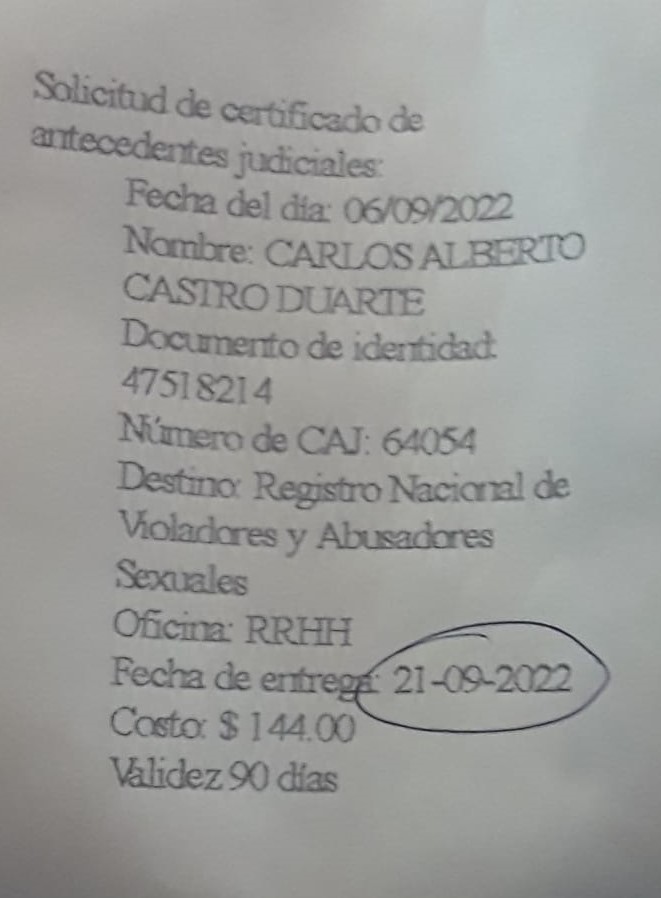 Solicitud de certificado de
antecedentes judiciales:
Fecha del día: 06/09/2022
Nombre: CARLOS ALBERTO
CASTRO DUARTE
Documento de identidad:
47518214
Número de CAJ: 64054
Destino: Registro Nacional de
Violadores y Abusadores
Sexuales
Oficina: RRHH
Fecha de entrega: 21-09-2022
Costo: $ 144.00
Validez 90 días